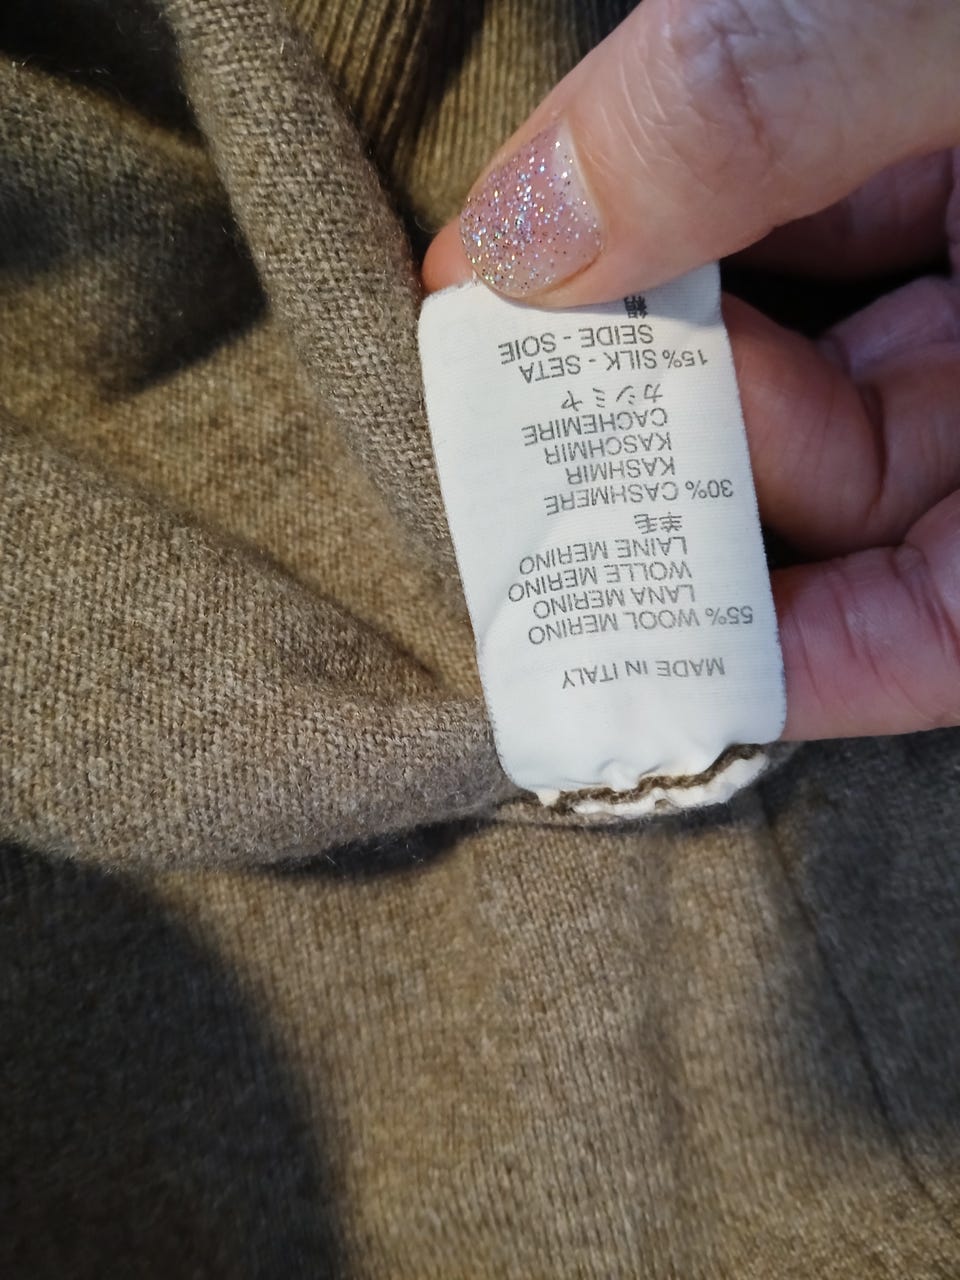 MADE IN ITALY
55% WOOL MERINO
LANA MERINO
WOLLE MERINO
LAINE MERINO
羊毛
30% CASHMERE
KASHMIR
KASCHMIR
CACHEMIRE
カシミヤ
15% SILK - SETA
SEIDE - SOIE
絹